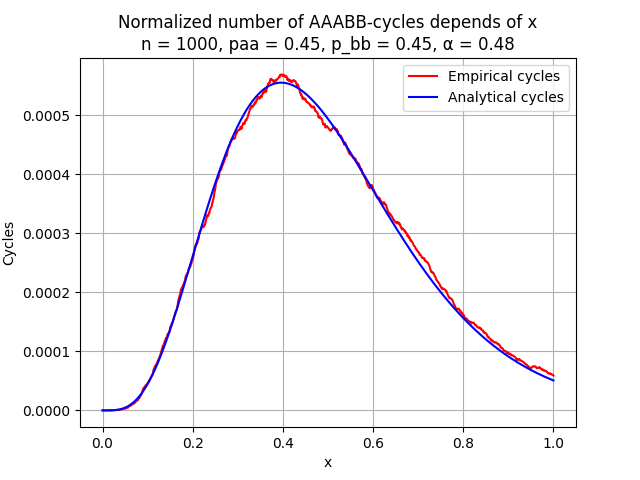 Normalized number of AAABB-cycles depends of x
n = 1000, paa = 0.45, p_bb = 0.45, α = 0.48
Empirical cycles
Analytical cycles
0.0005
0.0004
0.0003
0.0002
0.0001
0.0000
Cycles
0.0 0.2 0.4 0.6 0.8 1.0
x